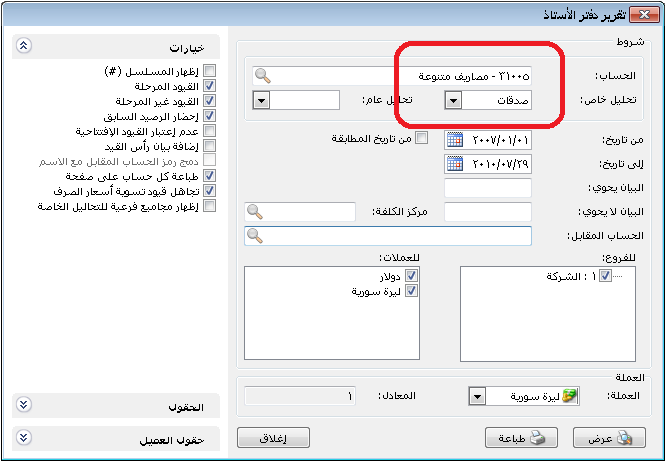 تقرير دفتر الأستاذ
شروط
الحساب: ٣١٠٠٥ - مصاريف متنوعة
تحليل خاص: صدقات تحليل عام:
من تاريخ: ٢٠٠٧/٠١/٠١ من تاريخ المطابقة
إلى تاريخ: ٢٠١٠/٠٧/٢٩
البيان يحوي:
البيان لا يحوي: مركز الكلفة:
الحساب المقابل:
للفروع: للعملات:
١ : الشركة دولار
ليرة سورية
العملة
العملة: ليرة سورية المعادل: ١
عرض طباعة إغلاق
خيارات
إظهار المسلسل (#)
القيود المرحلة
القيود غير المرحلة
إحضار الرصيد السابق
عدم إعتبار القيود الإفتتاحية
إضافة بيان رأس القيد
دمج رمز الحساب المقابل مع الاسم
طباعة كل حساب على صفحة
تجاهل قيود تسوية أسعار الصرف
إظهار مجاميع فرعية للتحاليل الخاصة
الحقول
حقول العميل